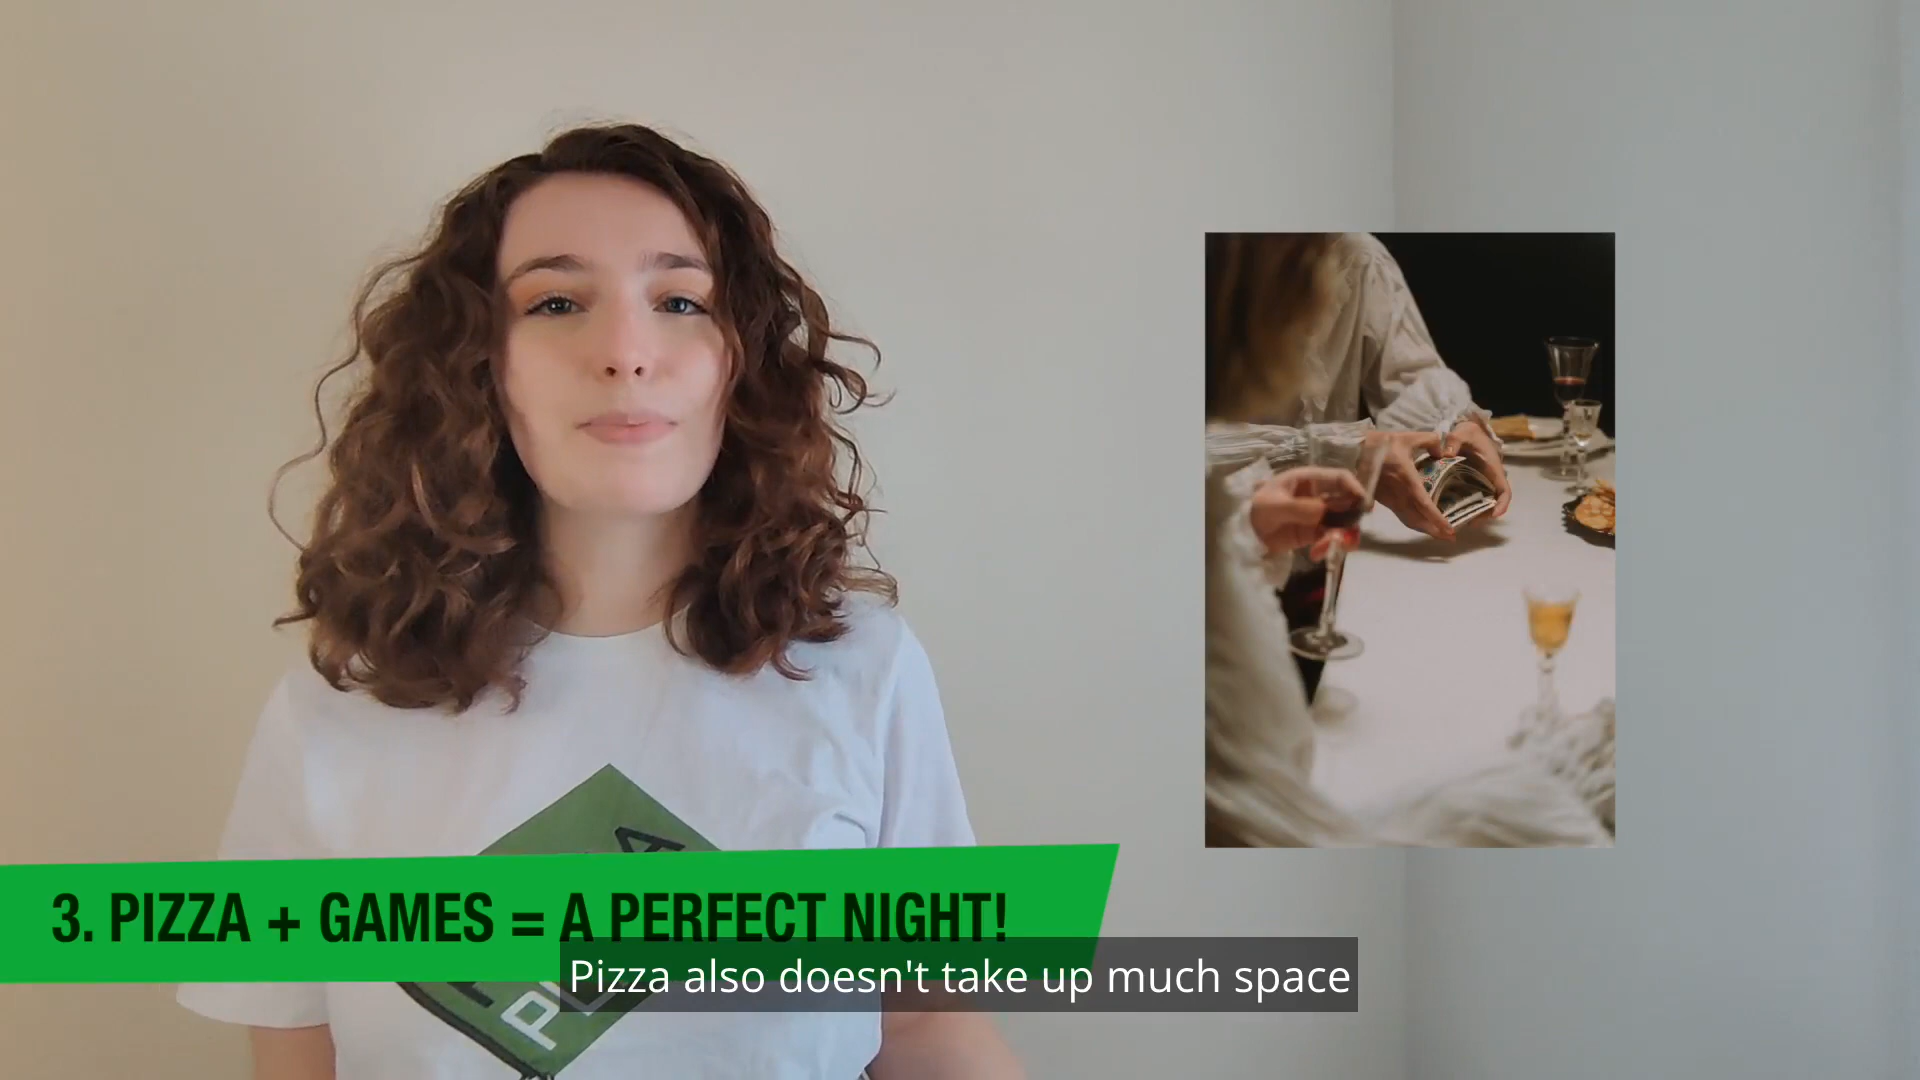 3. PIZZA + GAMES = A PERFECT NIGHT!
Pizza also doesn't take up much space